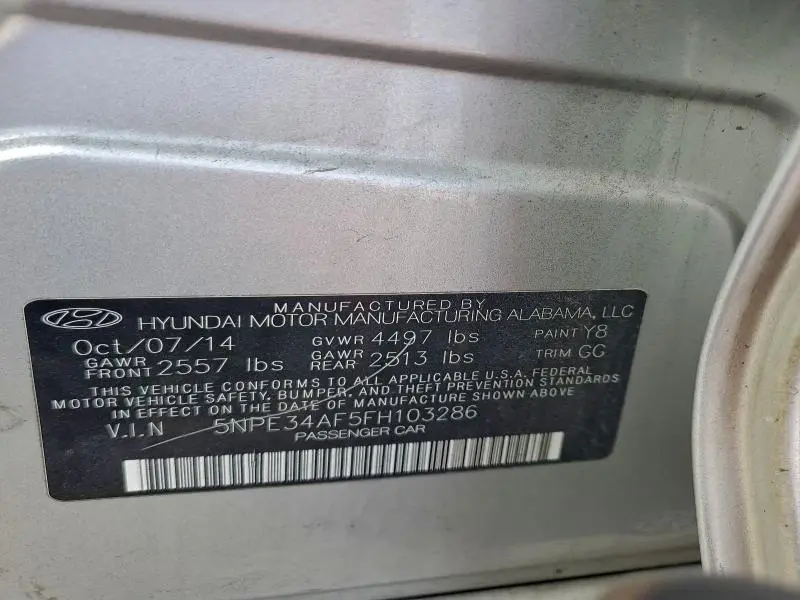 MANUFACTURED BY
HYUNDAI MOTOR MANUFACTURING ALABAMA, LLC
Oct/07/14 GVWR 4497 lbs PAINT Y8
GAWR FRONT 2557 lbs GAWR REAR 2513 lbs TRIM GG
THIS VEHICLE CONFORMS TO ALL APPLICABLE U.S.A. FEDERAL
MOTOR VEHICLE SAFETY, BUMPER, AND THEFT PREVENTION STANDARDS
IN EFFECT ON THE DATE OF MANUFACTURE SHOWN ABOVE
V.I.N 5NPE34AF5FH103286
PASSENGER CAR